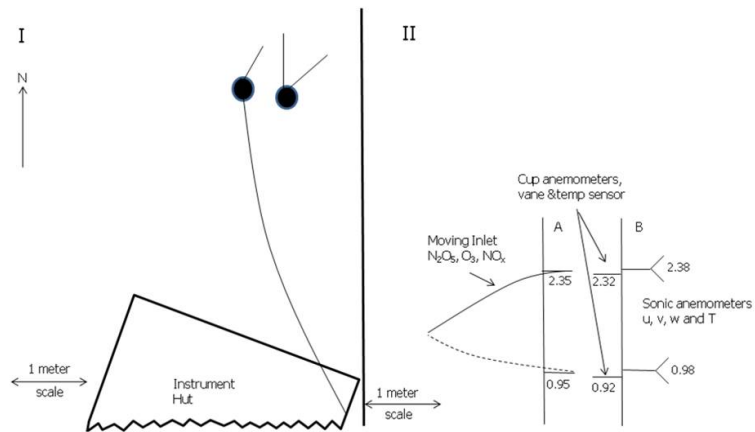 I
N
1 meter
scale
Instrument
Hut
1 meter
scale
II
Cup anemometers,
vane &temp sensor
A
B
Moving Inlet
N₂O₅, O₃, NOₓ
2.35
2.32
2.38
Sonic anemometers
u, v, w and T
0.95
0.92
0.98